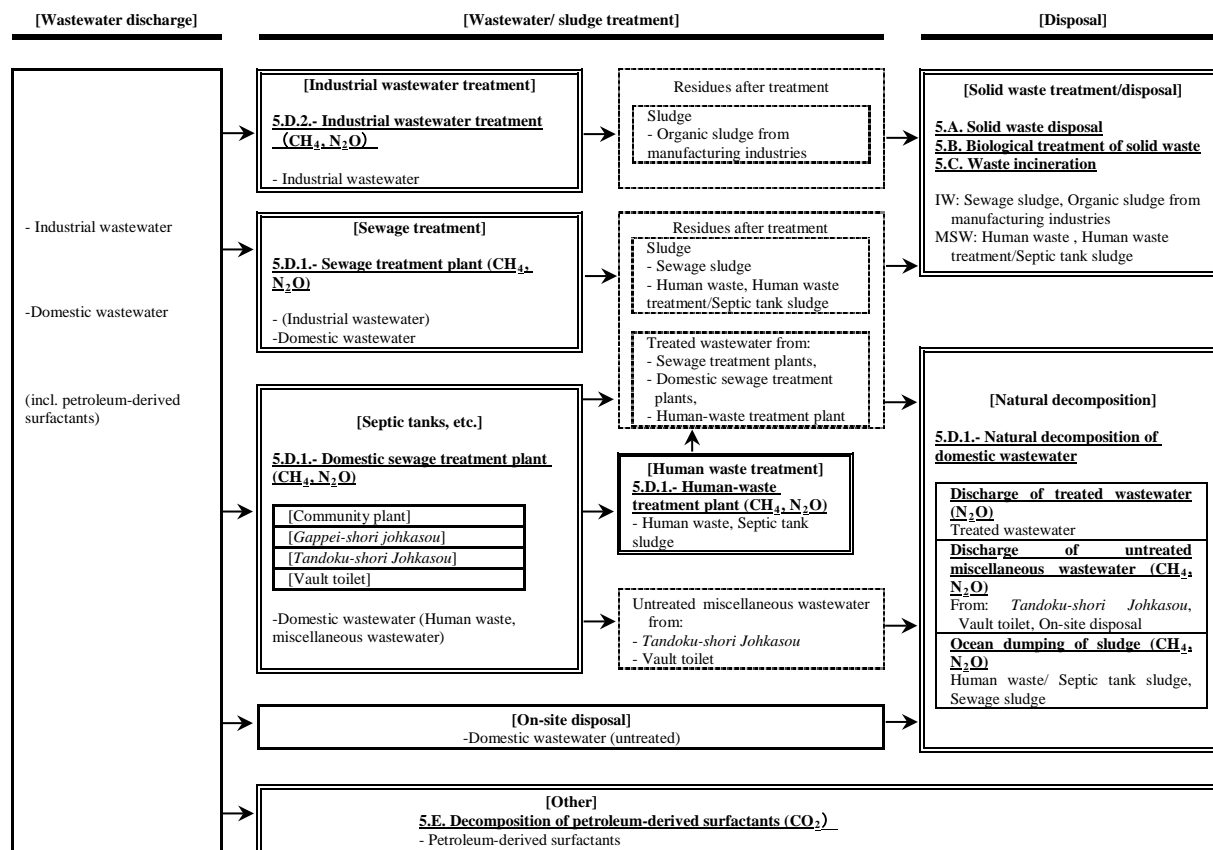 [Wastewater discharge]
[Wastewater/ sludge treatment]
[Disposal]
- Industrial wastewater
-Domestic wastewater
(incl. petroleum-derived
surfactants)
[Industrial wastewater treatment]
5.D.2.- Industrial wastewater treatment
(CH₄, N₂O)
- Industrial wastewater
Residues after treatment
Sludge
- Organic sludge from
manufacturing industries
[Solid waste treatment/disposal]
5.A. Solid waste disposal
5.B. Biological treatment of solid waste
5.C. Waste incineration
IW: Sewage sludge, Organic sludge from
manufacturing industries
MSW: Human waste , Human waste
treatment/Septic tank sludge
[Sewage treatment]
5.D.1.- Sewage treatment plant (CH₄,
N₂O)
- (Industrial wastewater)
-Domestic wastewater
Residues after treatment
Sludge
- Sewage sludge
- Human waste, Human waste
treatment/Septic tank sludge
Treated wastewater from:
- Sewage treatment plants,
- Domestic sewage treatment
plants,
- Human-waste treatment plant
[Septic tanks, etc.]
5.D.1.- Domestic sewage treatment plant
(CH₄, N₂O)
[Community plant]
[Gappei-shori johkasou]
[Tandoku-shori Johkasou]
[Vault toilet]
-Domestic wastewater (Human waste,
miscellaneous wastewater)
[Human waste treatment]
5.D.1.- Human-waste
treatment plant (CH₄, N₂O)
- Human waste, Septic tank
sludge
Untreated miscellaneous wastewater
from:
- Tandoku-shori Johkasou
- Vault toilet
[Natural decomposition]
5.D.1.- Natural decomposition of
domestic wastewater
Discharge of treated wastewater
(N₂O)
Treated wastewater
Discharge of untreated
miscellaneous wastewater (CH₄,
N₂O)
From: Tandoku-shori Johkasou,
Vault toilet, On-site disposal
Ocean dumping of sludge (CH₄,
N₂O)
Human waste/ Septic tank sludge,
Sewage sludge
[On-site disposal]
-Domestic wastewater (untreated)
[Other]
5.E. Decomposition of petroleum-derived surfactants (CO₂)
- Petroleum-derived surfactants